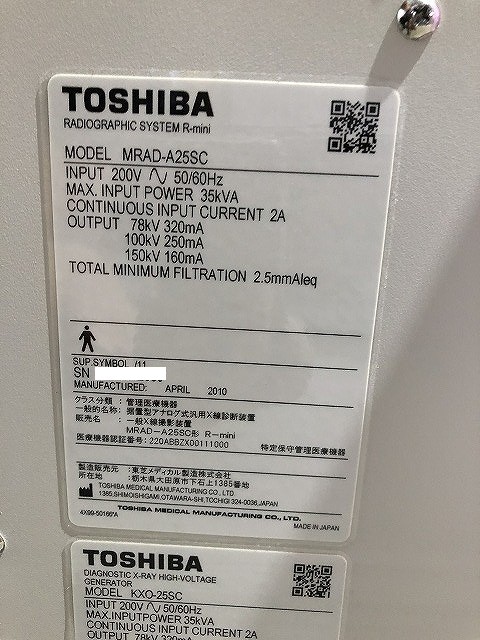 TOSHIBA
RADIOGRAPHIC SYSTEM R-mini
MODEL MRAD-A25SC
INPUT 200V ∿ 50/60Hz
MAX. INPUT POWER 35kVA
CONTINUOUS INPUT CURRENT 2A
OUTPUT 78kV 320mA
100kV 250mA
150kV 160mA
TOTAL MINIMUM FILTRATION 2.5mmAleq
SUP.SYMBOL /11
SN
MANUFACTURED: APRIL 2010
クラス分類：管理医療機器
一般的名称：据置型アナログ式汎用X線診断装置
販売名：一般X線撮影装置
MRAD-A25SC形 R-mini
医療機器認証番号：220ABBZX00111000 特定保守管理医療機器
製造販売元：東芝メディカル製造株式会社
所在地：栃木県大田原市下石上1385番地
TOSHIBA MEDICAL MANUFACTURING CO.,LTD.
1385,SHIMOISHIGAMI,OTAWARA-SHI,TOCHIGI 324-0036,JAPAN
TOSHIBA MEDICAL MANUFACTURING CO., LTD.
4X99-50166*A MADE IN JAPAN
TOSHIBA
DIAGNOSTIC X-RAY HIGH-VOLTAGE
GENERATOR
MODEL KXO-25SC
INPUT 200V ∿ 50/60Hz
MAX.INPUT POWER 35kVA
CONTINUOUS INPUT CURRENT 2A
OUTPUT 78kV 320mA